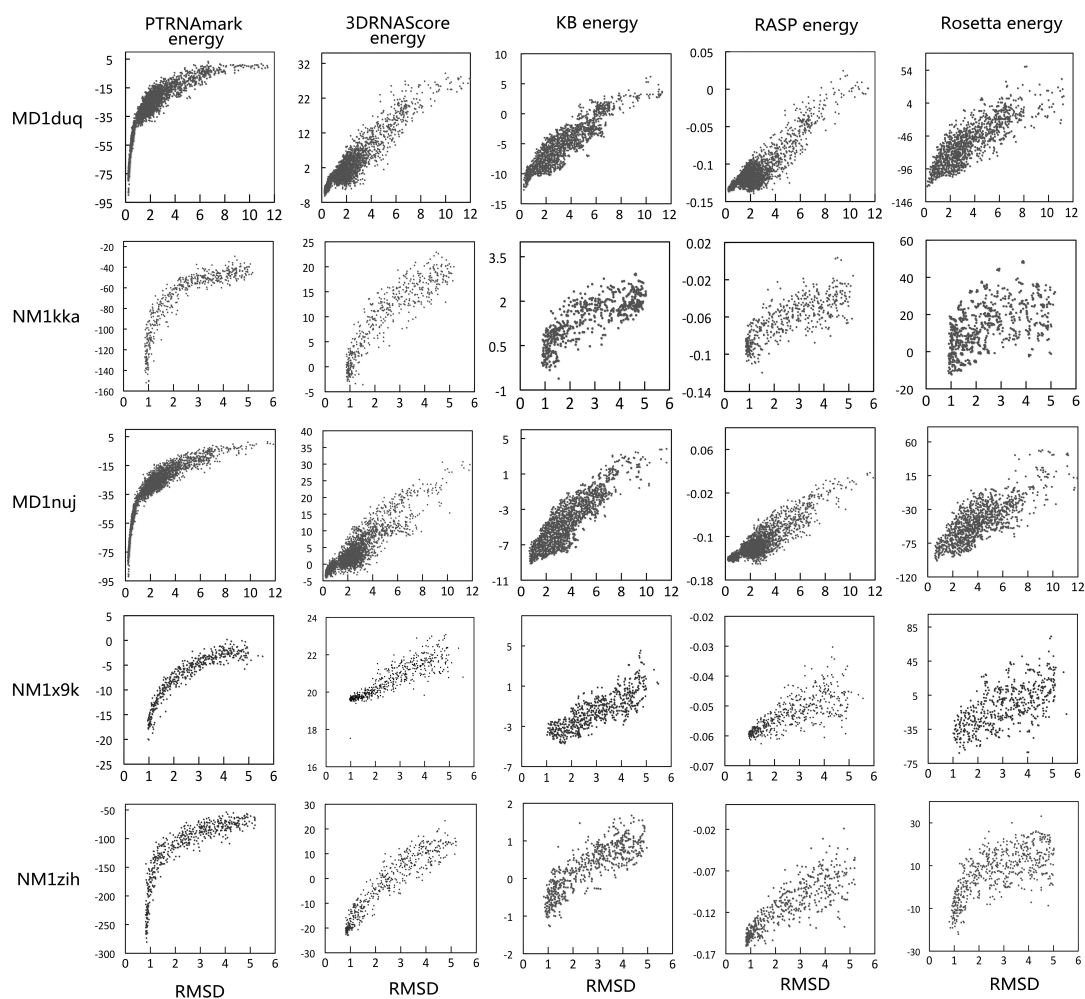 PTRNAmark energy 3DRNAScore energy KB energy RASP energy Rosetta energy
MD1duq
5 -15 -35 -55 -75 -95
0 2 4 6 8 10 12
32 22 12 2 -8
0 2 4 6 8 10 12
10 5 0 -5 -10 -15
0 2 4 6 8 10 12
0.05 0 -0.05 -0.1 -0.15
0 2 4 6 8 10 12
54 4 -46 -96 -146
0 2 4 6 8 10 12
NM1kka
-20 -40 -60 -80 -100 -120 -140 -160
0 1 2 3 4 5 6
25 20 15 10 5 0 -5
0 1 2 3 4 5 6
3.5 2 0.5 -1
0 1 2 3 4 5 6
0.02 -0.02 -0.06 -0.1 -0.14
0 1 2 3 4 5 6
60 40 20 0 -20
0 1 2 3 4 5 6
MD1nuj
5 -15 -35 -55 -75 -95
0 2 4 6 8 10 12
40 35 30 25 20 15 10 5 0 -5
0 2 4 6 8 10 12
5 1 -3 -7 -11
0 2 4 6 8 10 12
0.06 -0.02 -0.1 -0.18
0 2 4 6 8 10 12
60 15 -30 -75 -120
0 2 4 6 8 10 12
NM1x9k
5 0 -5 -10 -15 -20 -25
0 1 2 3 4 5 6
24 22 20 18 16
0 1 2 3 4 5 6
5 1 -3 -7
0 1 2 3 4 5 6
-0.02 -0.03 -0.04 -0.05 -0.06 -0.07
0 1 2 3 4 5 6
85 45 5 -35 -75
0 1 2 3 4 5 6
NM1zih
-50 -100 -150 -200 -250 -300
0 1 2 3 4 5 6
30 20 10 0 -10 -20 -30
0 1 2 3 4 5 6
2 1 0 -1 -2
0 1 2 3 4 5 6
-0.02 -0.07 -0.12 -0.17
0 1 2 3 4 5 6
30 10 -10 -30
0 1 2 3 4 5 6
RMSD RMSD RMSD RMSD RMSD